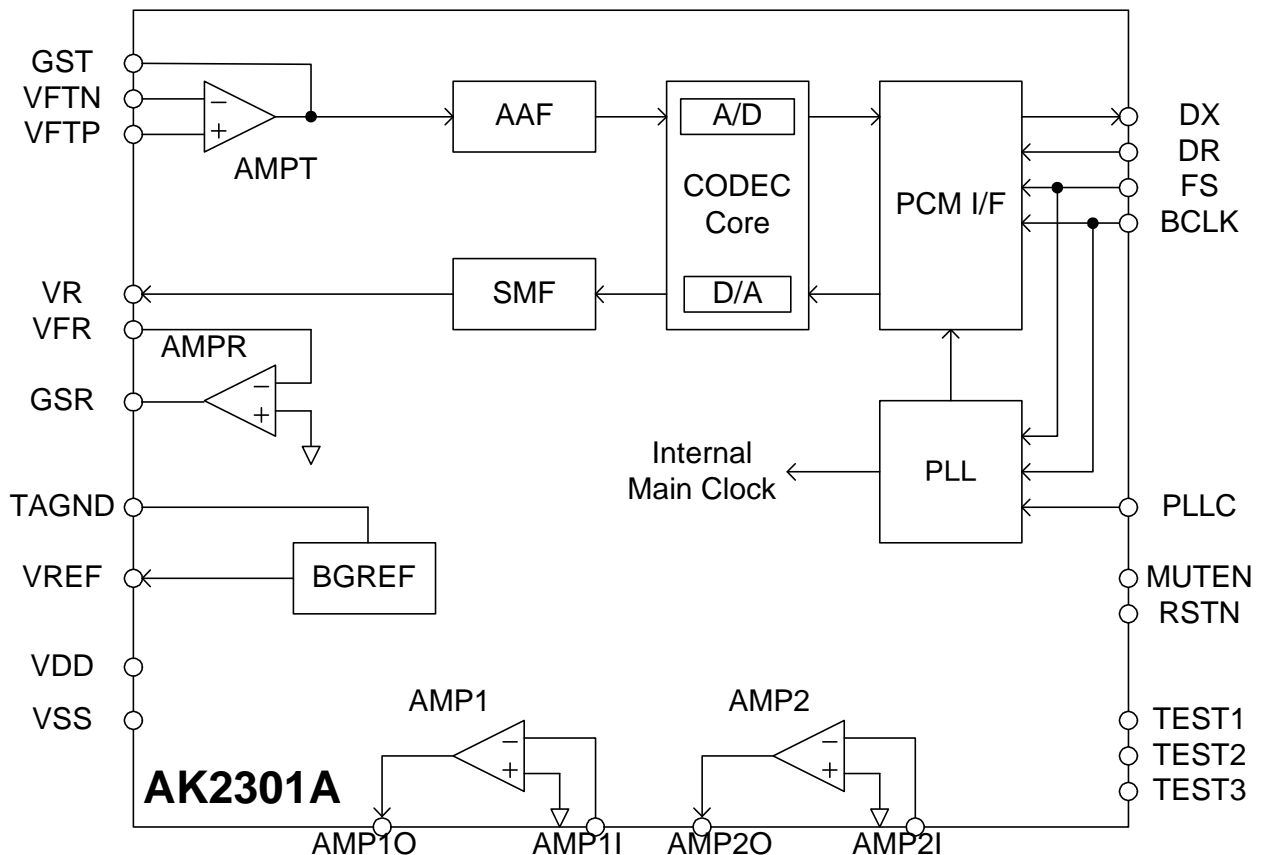 GST
VFTN
VFTP
−
+
AMPT
AAF
A/D
CODEC
Core
D/A
PCM I/F
DX
DR
FS
BCLK
VR
SMF
VFR
AMPR
−
+
GSR
Internal
Main Clock
PLL
TAGND
PLLC
VREF
BGREF
MUTEN
RSTN
VDD
VSS
AMP1
−
+
AMP2
−
+
TEST1
TEST2
TEST3
AK2301A
AMP1O
AMP1I
AMP2O
AMP2I